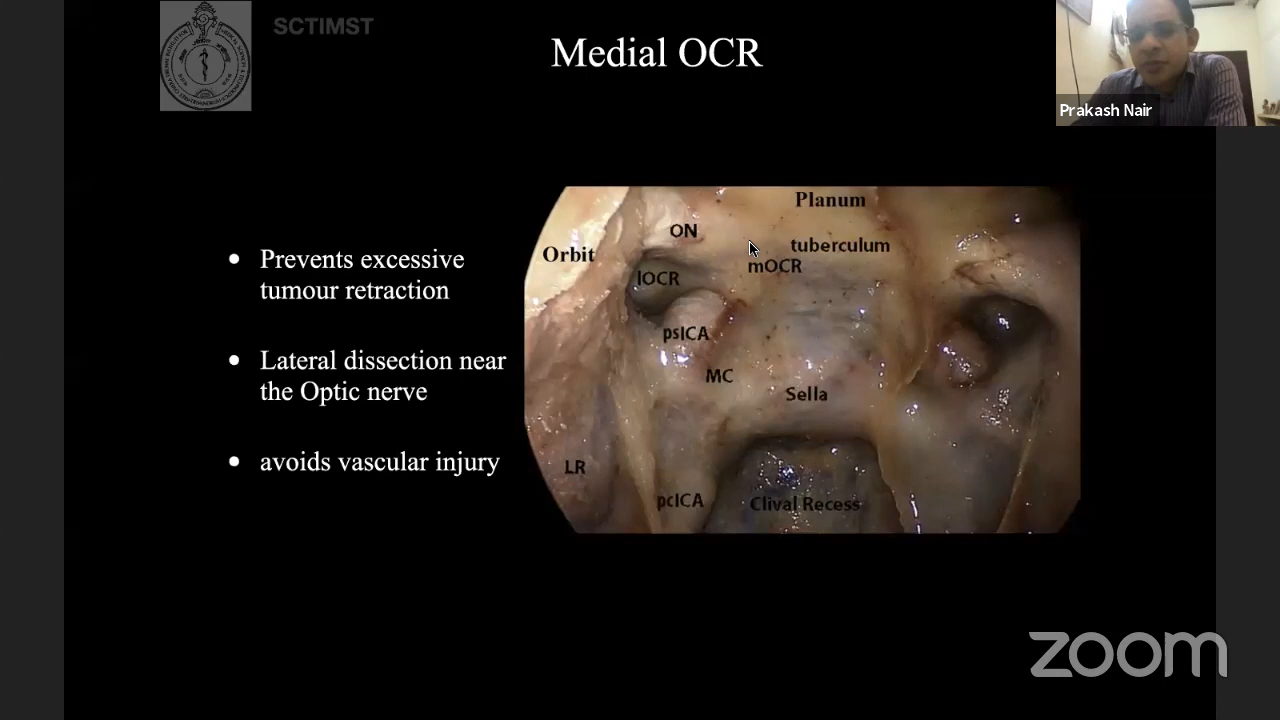 SCTIMST
Medial OCR
Prakash Nair
Prevents excessive
tumour retraction
Lateral dissection near
the Optic nerve
avoids vascular injury
Planum
ON
tuberculum
Orbit
mOCR
lOCR
psICA
MC
Sella
LR
pcICA
Clival Recess
zoom